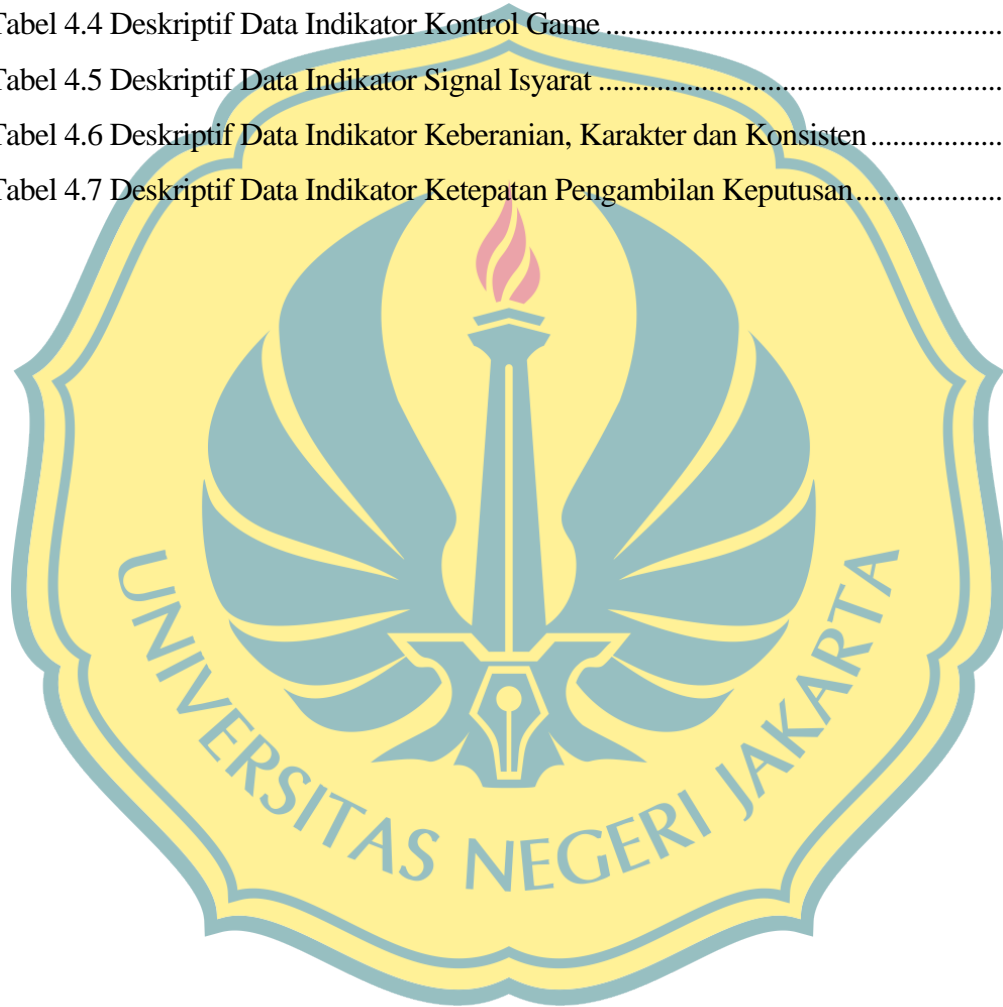 Tabel 4.4 Deskriptif Data Indikator Kontrol Game ......................................................
Tabel 4.5 Deskriptif Data Indikator Signal Isyarat .......................................................
Tabel 4.6 Deskriptif Data Indikator Keberanian, Karakter dan Konsisten ..................
Tabel 4.7 Deskriptif Data Indikator Ketepatan Pengambilan Keputusan....................
UNIVERSITAS NEGERI JAKARTA